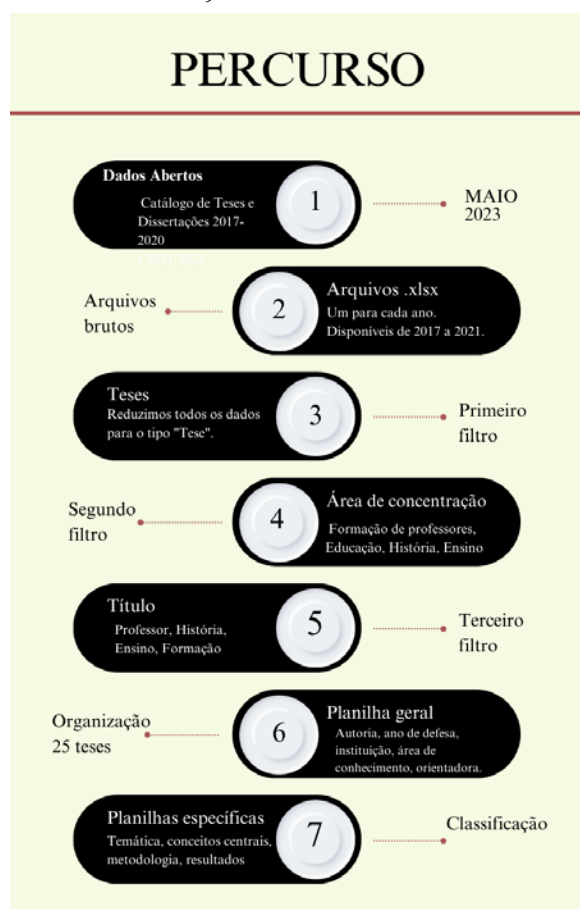 PERCURSO
Dados Abertos
Catálogo de Teses e
Dissertações 2017-
2020
1
MAIO
2023
Arquivos
brutos
2
Arquivos .xlsx
Um para cada ano.
Disponíveis de 2017 a 2021.
Teses
Reduzimos todos os dados
para o tipo "Tese".
3
Primeiro
filtro
Segundo
filtro
4
Área de concentração
Formação de professores,
Educação, História, Ensino
Título
Professor, História,
Ensino, Formação
5
Terceiro
filtro
Organização
25 teses
6
Planilha geral
Autoria, ano de defesa,
instituição, área de
conhecimento, orientadora.
Planilhas específicas
Temática, conceitos centrais,
metodologia, resultados
7
Classificação